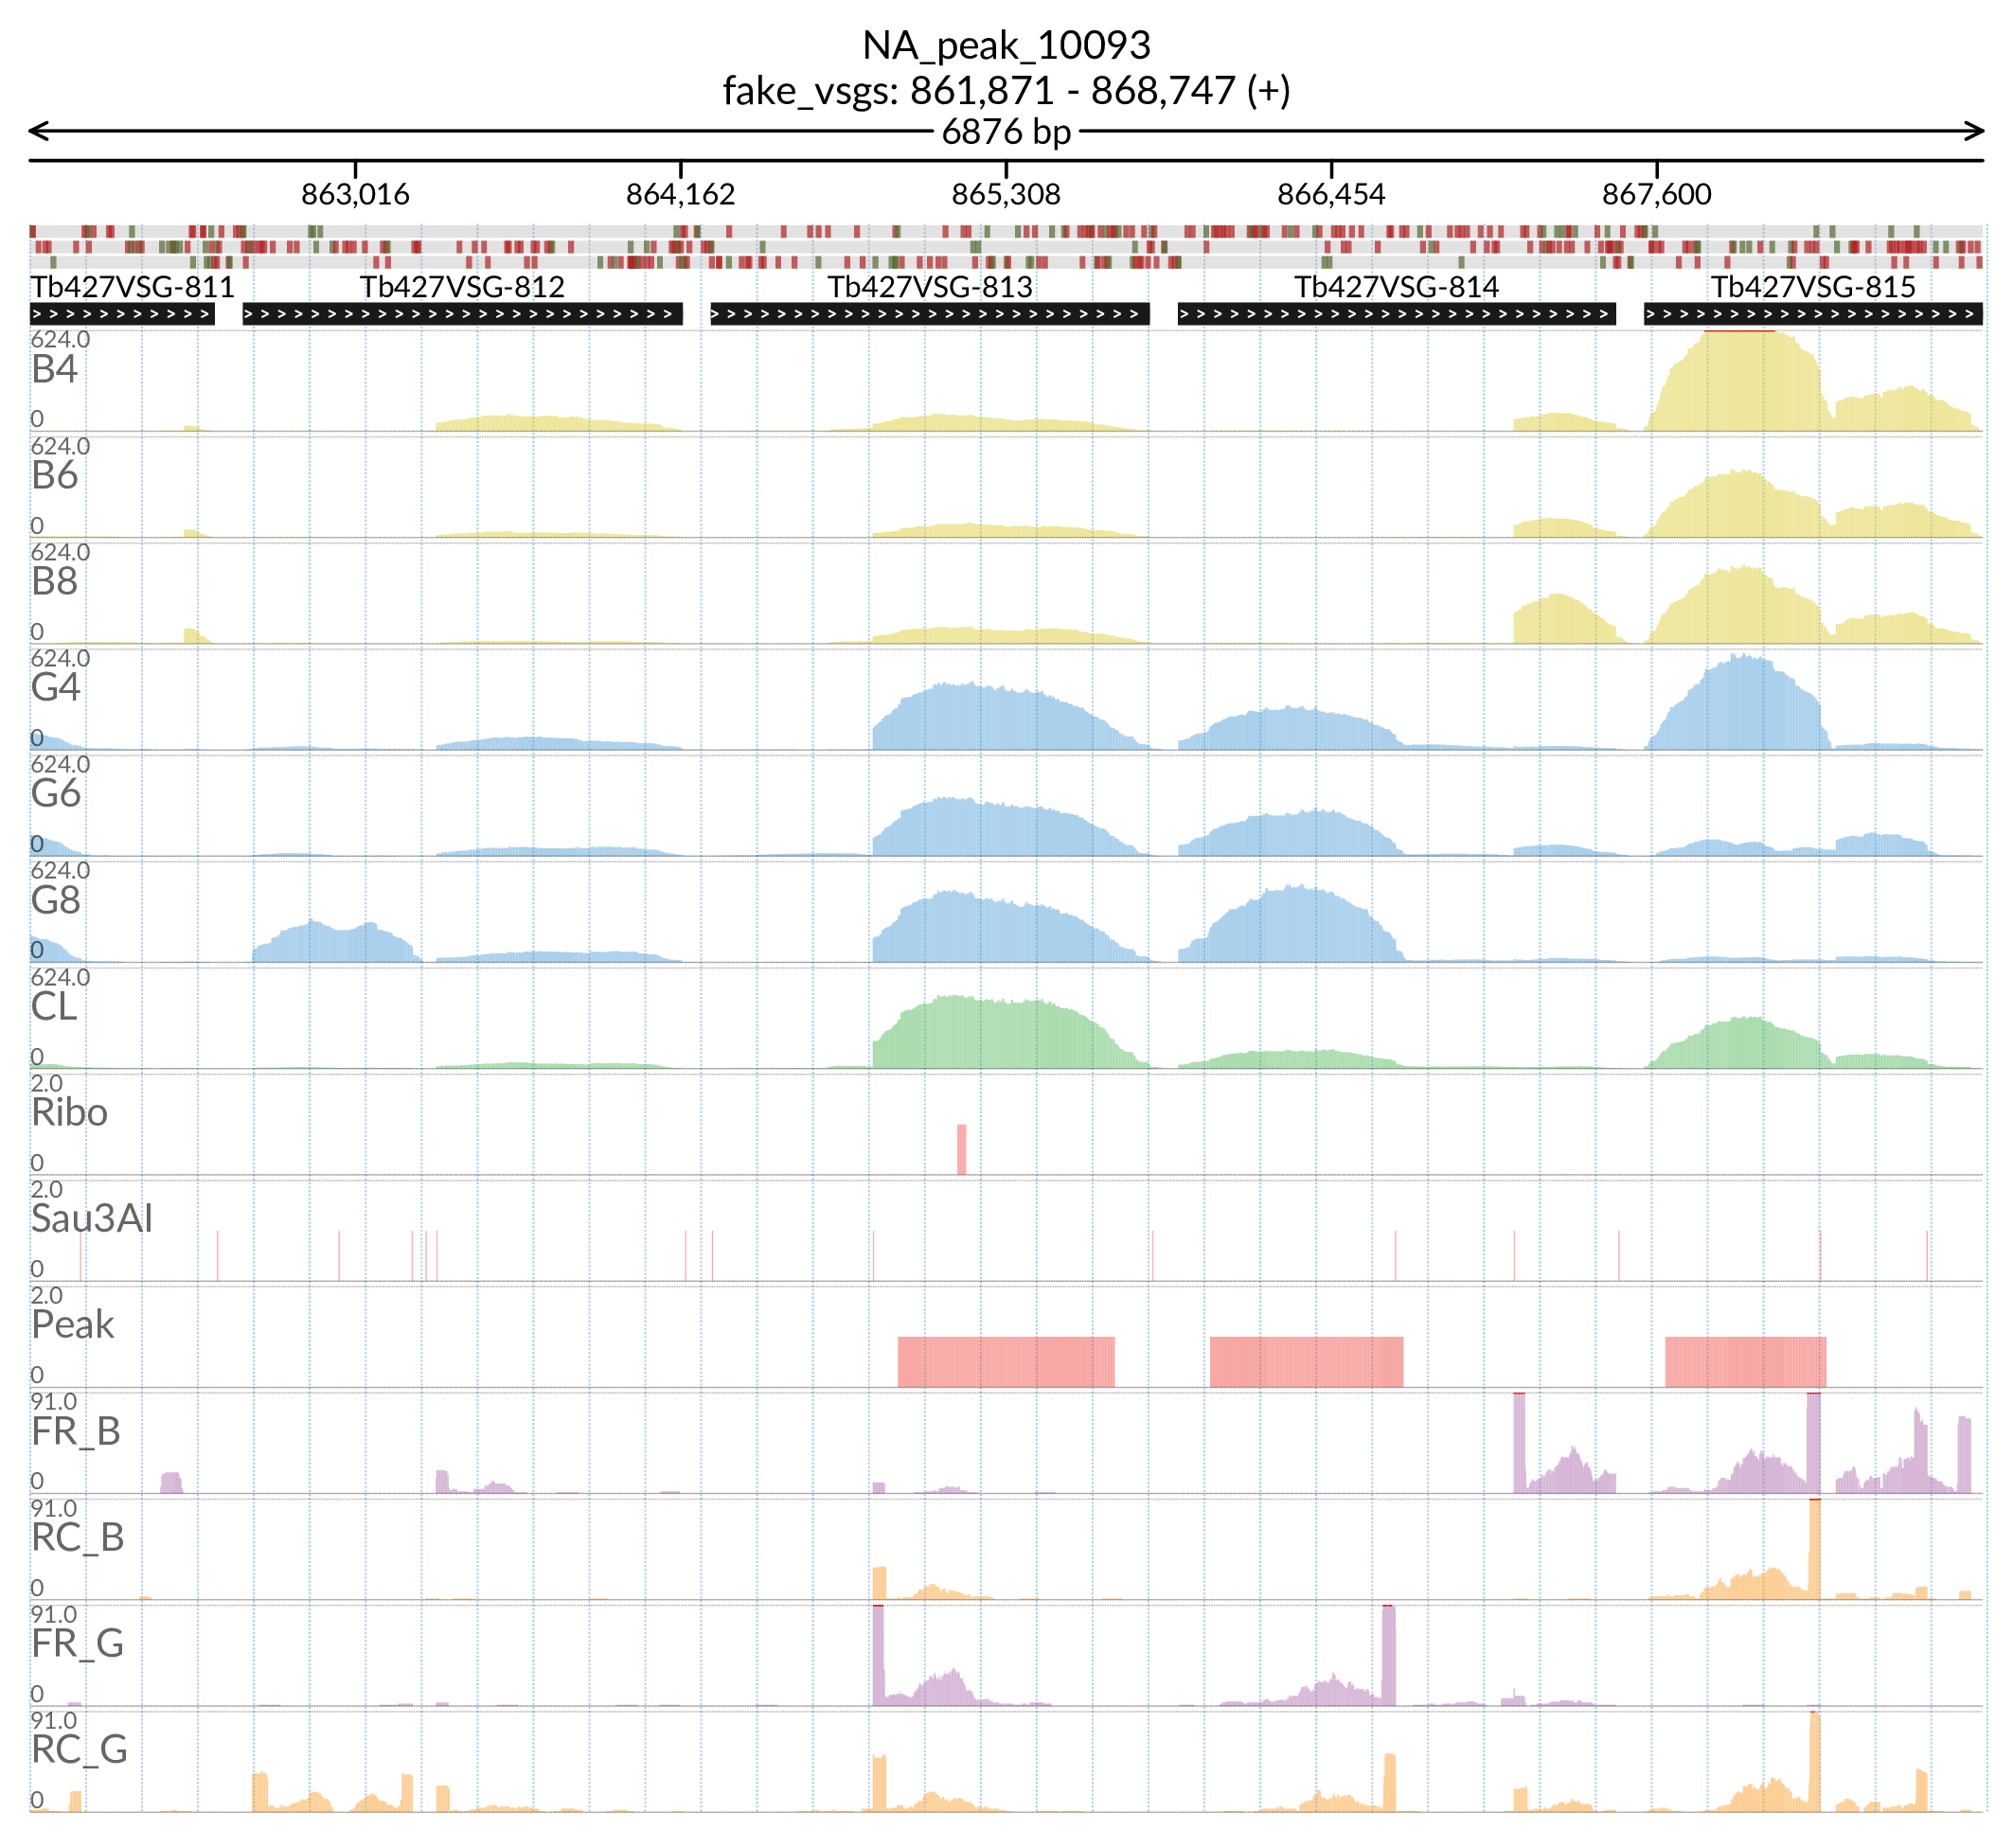 NA_peak_10093
fake_vsgs: 861,871 - 868,747 (+)
6876 bp
863,016 864,162 865,308 866,454 867,600
Tb427VSG-811 Tb427VSG-812 Tb427VSG-813 Tb427VSG-814 Tb427VSG-815
624.0
B4
0
624.0
B6
0
624.0
B8
0
624.0
G4
0
624.0
G6
0
624.0
G8
0
624.0
CL
0
2.0
Ribo
0
2.0
Sau3AI
0
2.0
Peak
0
91.0
FR_B
0
91.0
RC_B
0
91.0
FR_G
0
91.0
RC_G
0